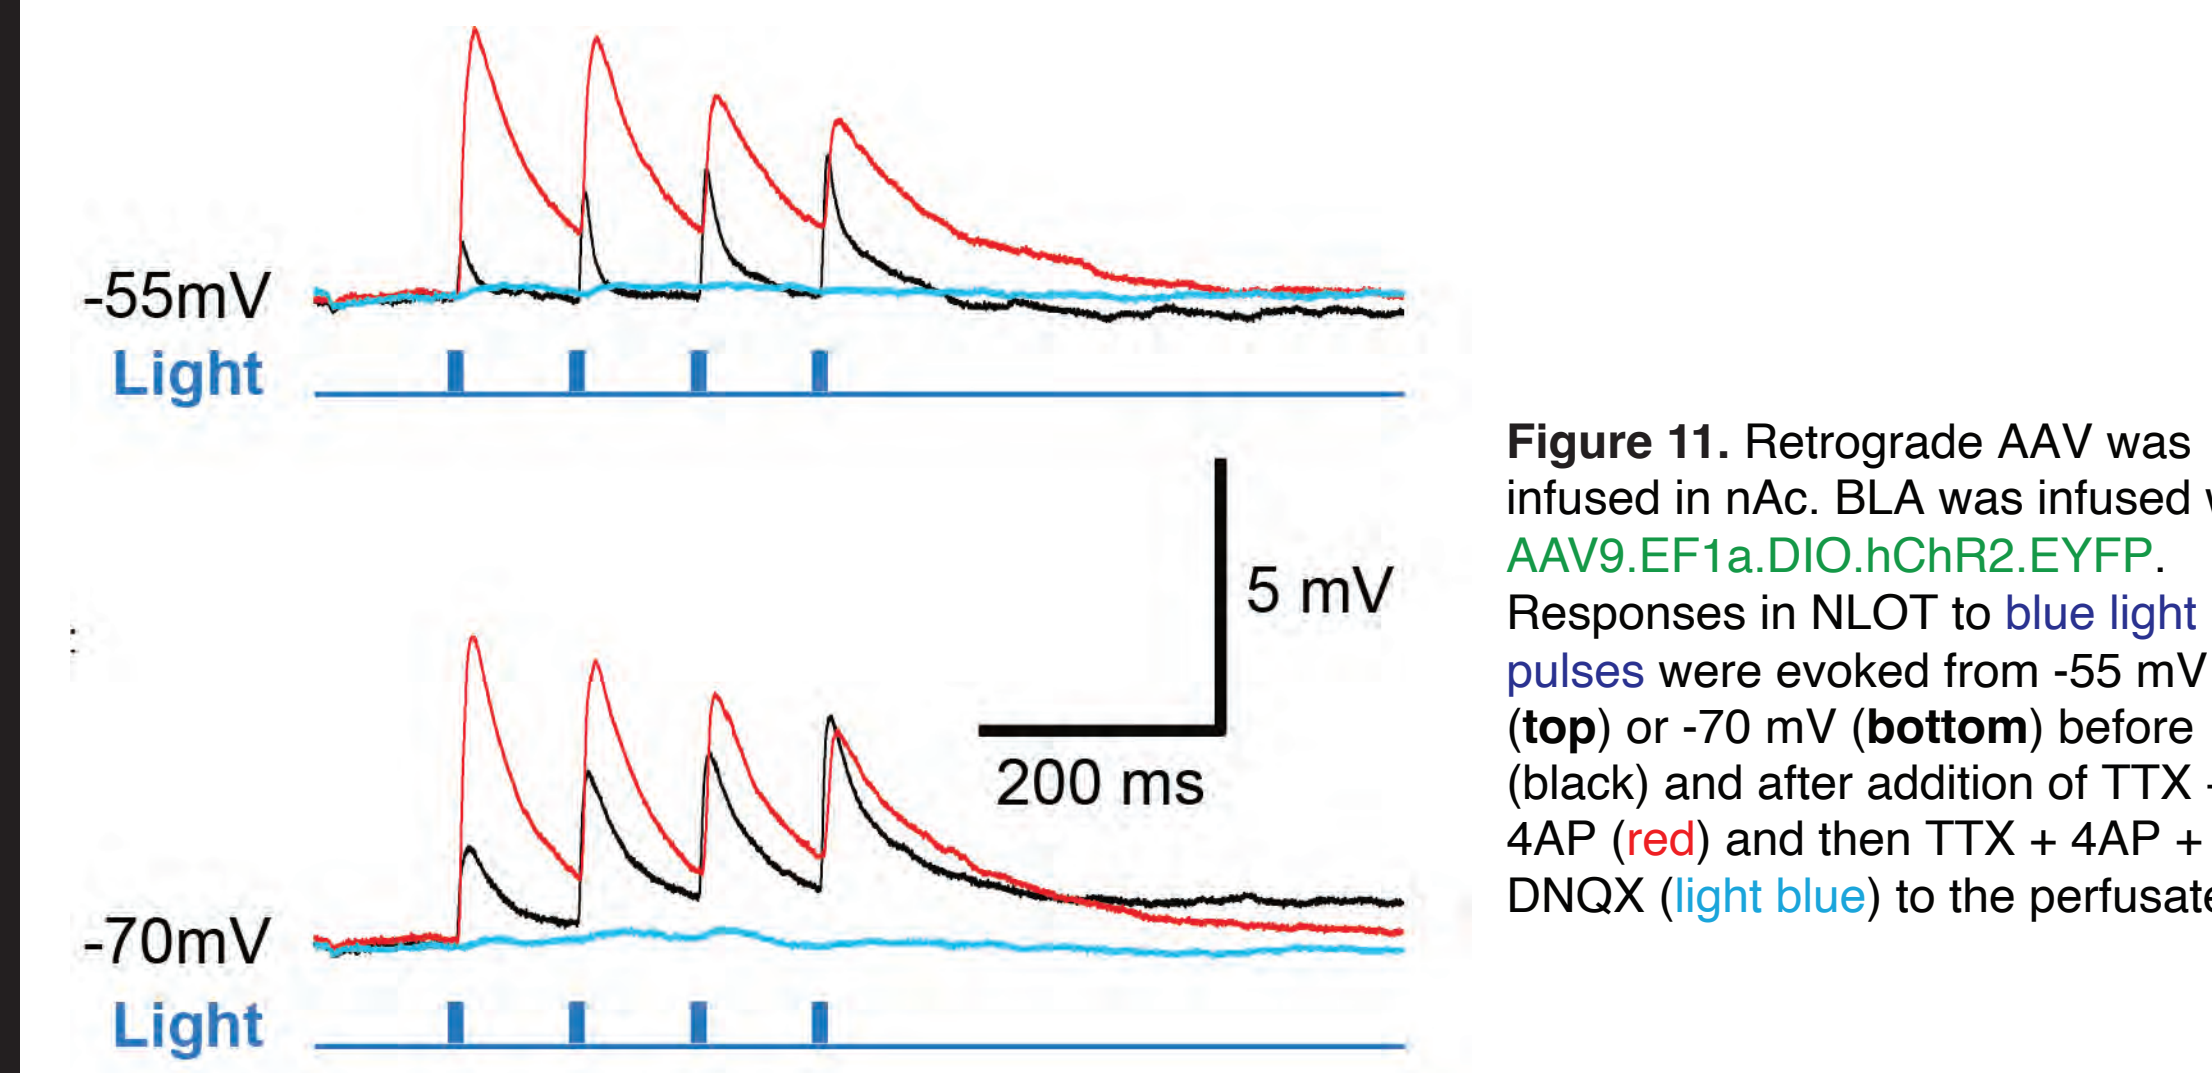 -55mV
Light
5 mV
200 ms
-70mV
Light
Figure 11. Retrograde AAV was
infused in nAc. BLA was infused
AAV9.EF1a.DIO.hChR2.EYFP.
Responses in NLOT to blue light
pulses were evoked from -55 mV
(top) or -70 mV (bottom) before
(black) and after addition of TTX
4AP (red) and then TTX + 4AP +
DNQX (light blue) to the perfusate